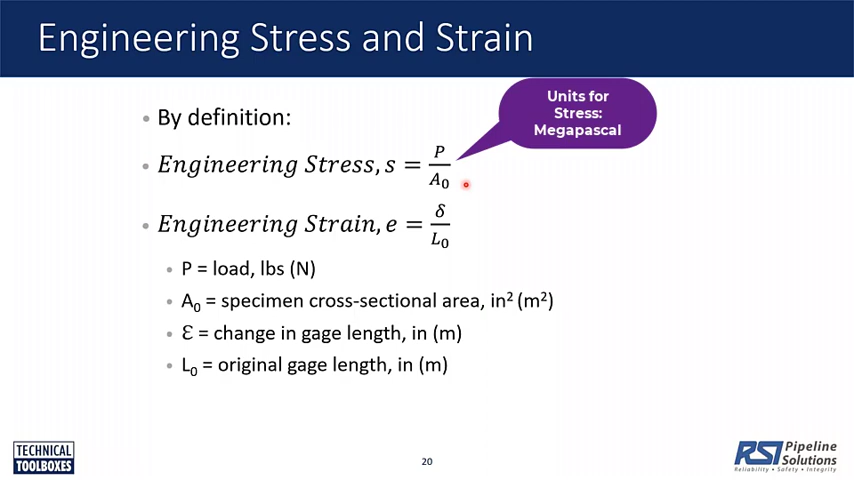 Engineering Stress and Strain
Units for
Stress:
Megapascal
• By definition:
• Engineering Stress, s = P/A₀
• Engineering Strain, e = δ/L₀
• P = load, lbs (N)
• A₀ = specimen cross-sectional area, in² (m²)
• Ɛ = change in gage length, in (m)
• L₀ = original gage length, in (m)
TECHNICAL
TOOLBOXES
20
RSI Pipeline
Solutions
Reliability • Safety • Integrity